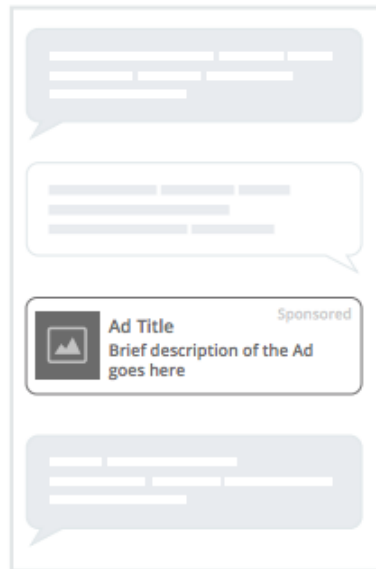 Sponsored
Ad Title
Brief description of the Ad
goes here